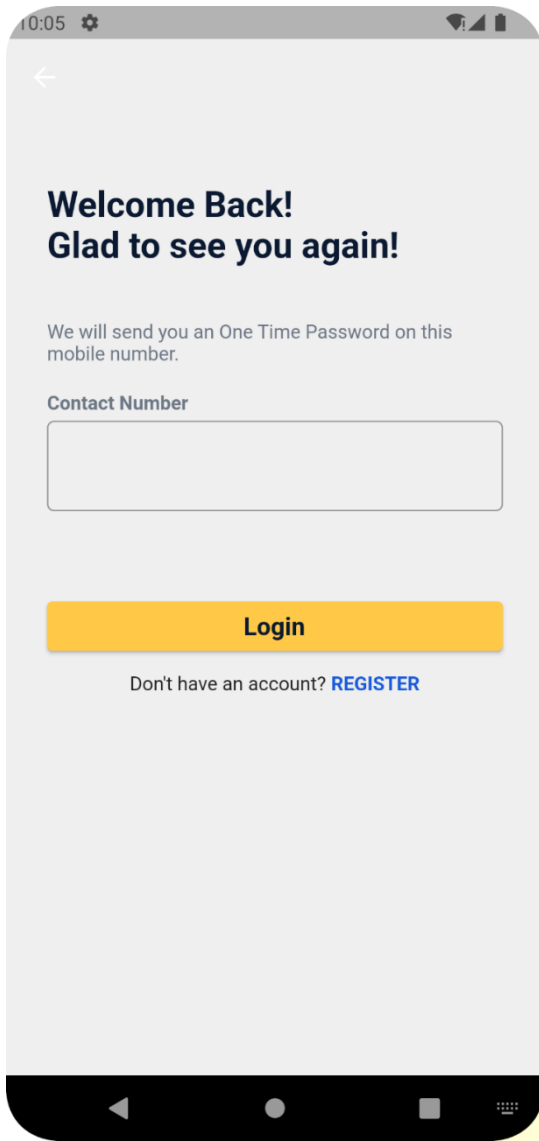 10:05
Welcome Back!
Glad to see you again!
We will send you an One Time Password on this
mobile number.
Contact Number
Login
Don't have an account? REGISTER